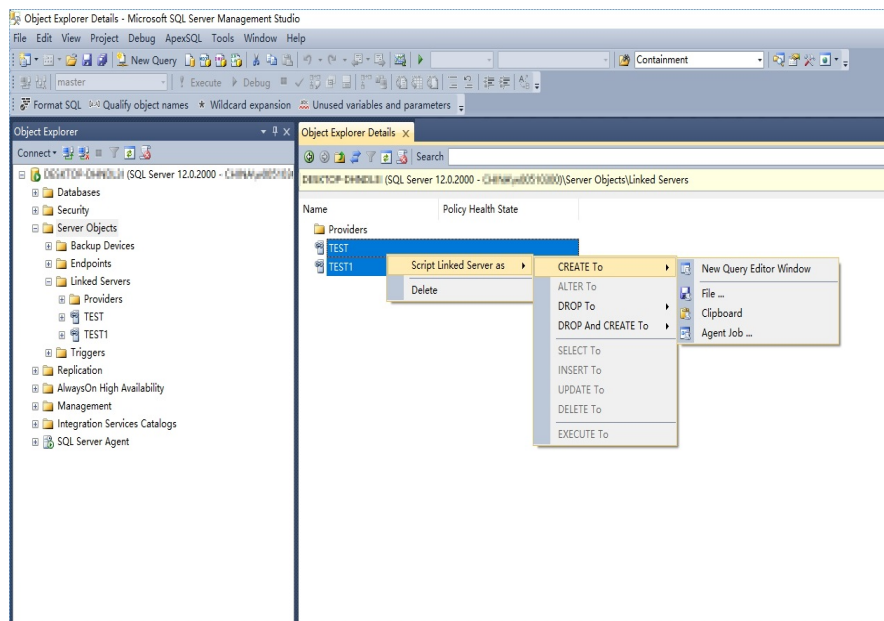 Object Explorer Details - Microsoft SQL Server Management Studio
File Edit View Project Debug ApexSQL Tools Window Help
New Query Containment
master Execute Debug
Format SQL Qualify object names Wildcard expansion Unused variables and parameters
Object Explorer
Connect
(SQL Server 12.0.2000 -
Databases
Security
Server Objects
Backup Devices
Endpoints
Linked Servers
Providers
TEST
TEST1
Triggers
Replication
AlwaysOn High Availability
Management
Integration Services Catalogs
SQL Server Agent
Object Explorer Details
Search
(SQL Server 12.0.2000 - )\Server Objects\Linked Servers
Name Policy Health State
Providers
TEST
TEST1
Script Linked Server as
Delete
CREATE To
ALTER To
DROP To
DROP And CREATE To
SELECT To
INSERT To
UPDATE To
DELETE To
EXECUTE To
New Query Editor Window
File ...
Clipboard
Agent Job ...